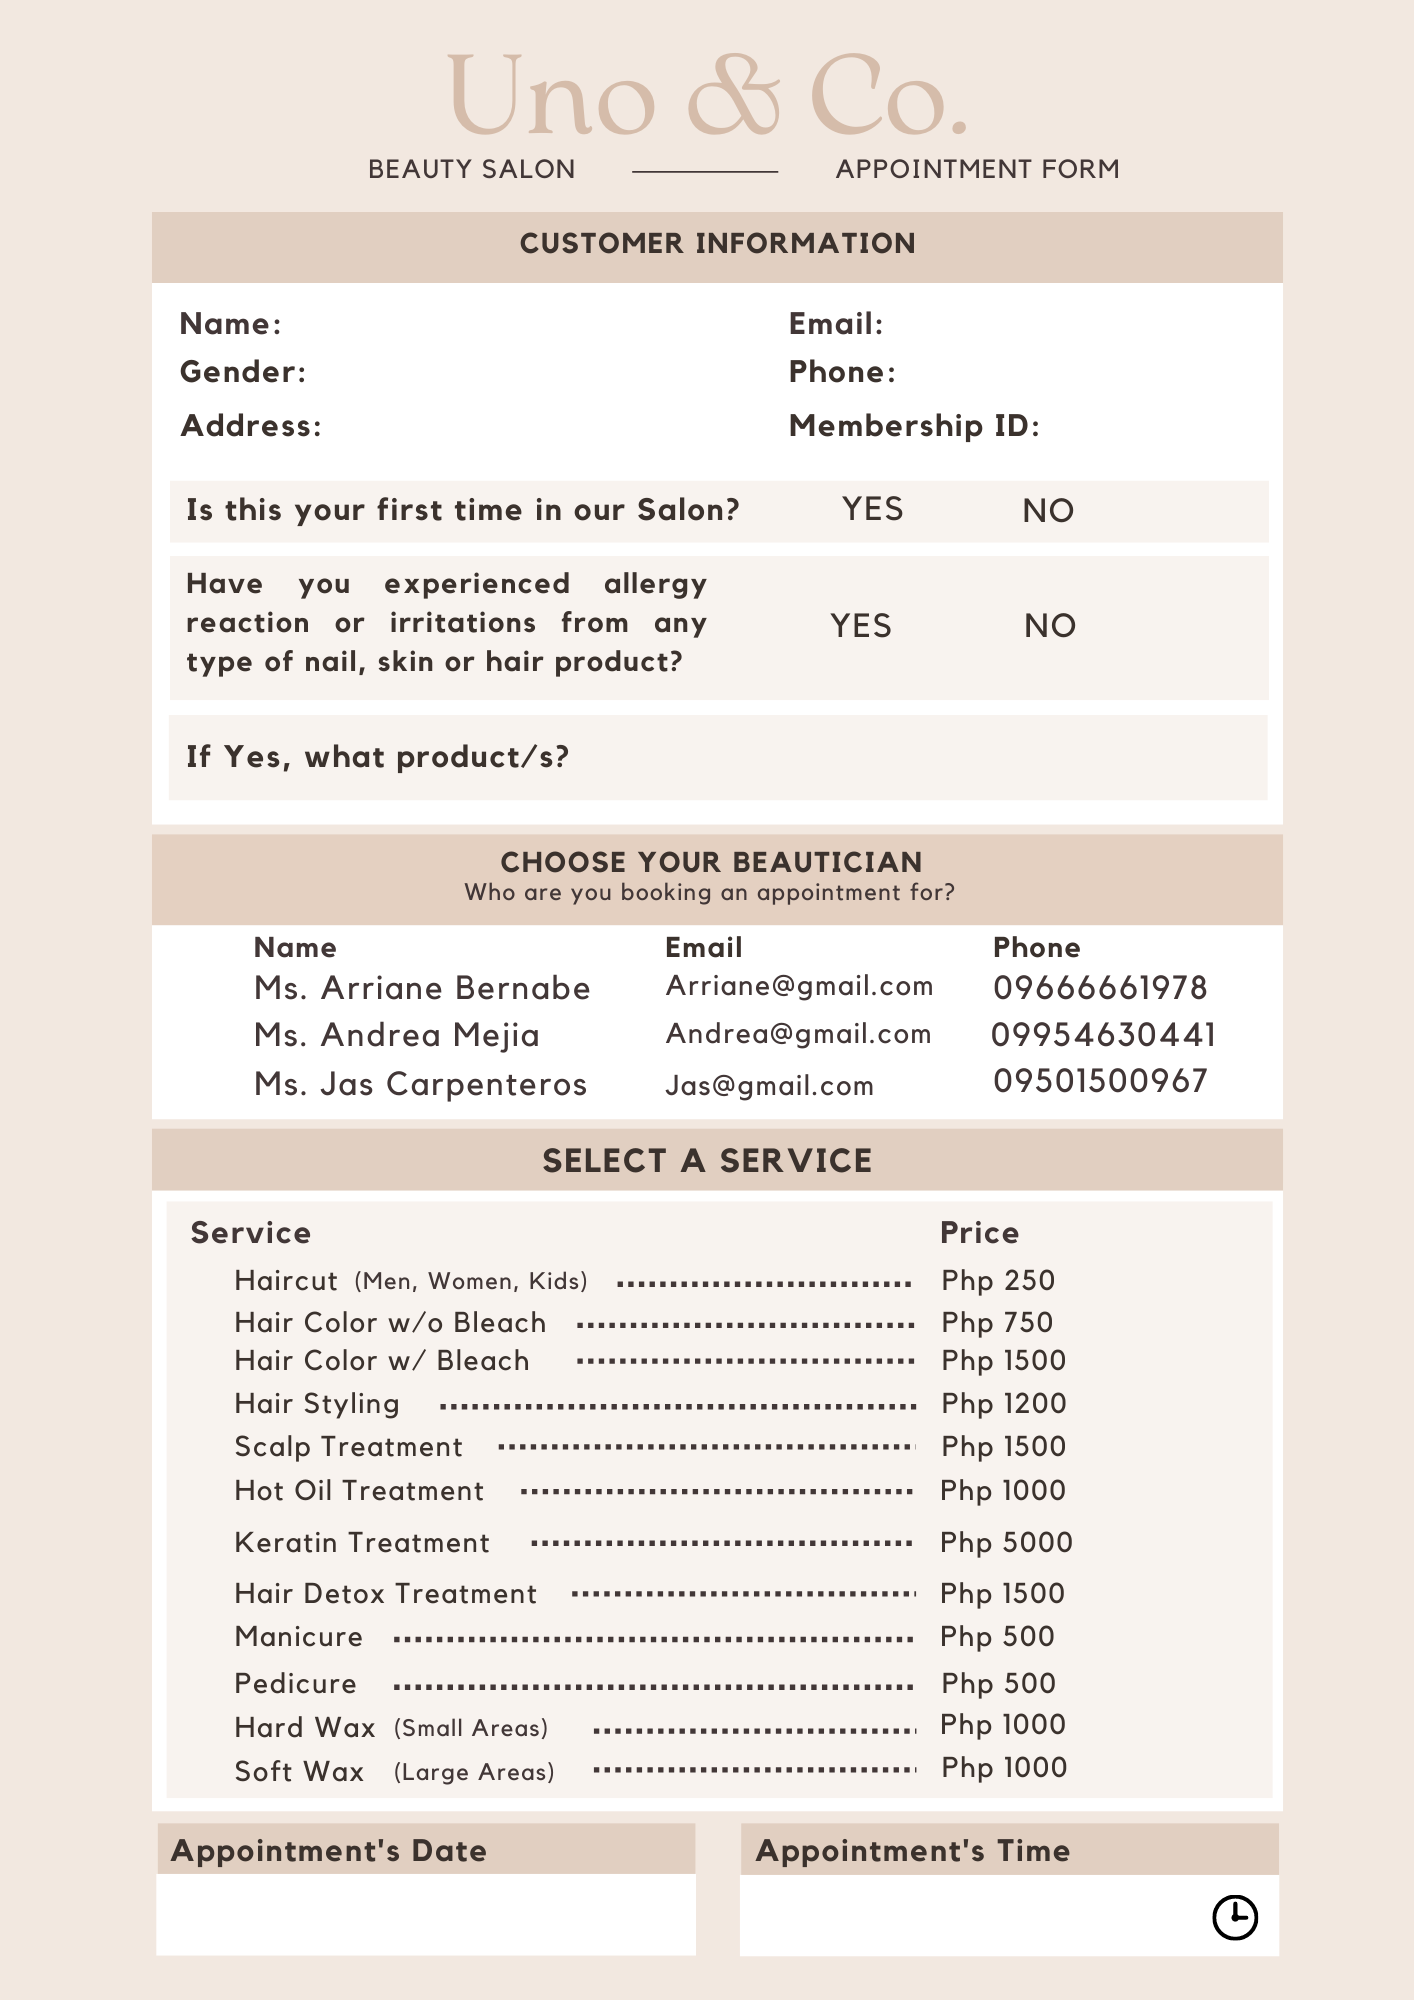 Uno & Co.
BEAUTY SALON APPOINTMENT FORM
CUSTOMER INFORMATION
Name: Email:
Gender: Phone:
Address: Membership ID:
Is this your first time in our Salon? YES NO
Have you experienced allergy
reaction or irritations from any YES NO
type of nail, skin or hair product?
If Yes, what product/s?
CHOOSE YOUR BEAUTICIAN
Who are you booking an appointment for?
Name Email Phone
Ms. Arriane Bernabe Arriane@gmail.com 09666661978
Ms. Andrea Mejia Andrea@gmail.com 09954630441
Ms. Jas Carpenteros Jas@gmail.com 09501500967
SELECT A SERVICE
Service Price
Haircut (Men, Women, Kids) Php 250
Hair Color w/o Bleach Php 750
Hair Color w/ Bleach Php 1500
Hair Styling Php 1200
Scalp Treatment Php 1500
Hot Oil Treatment Php 1000
Keratin Treatment Php 5000
Hair Detox Treatment Php 1500
Manicure Php 500
Pedicure Php 500
Hard Wax (Small Areas) Php 1000
Soft Wax (Large Areas) Php 1000
Appointment's Date Appointment's Time